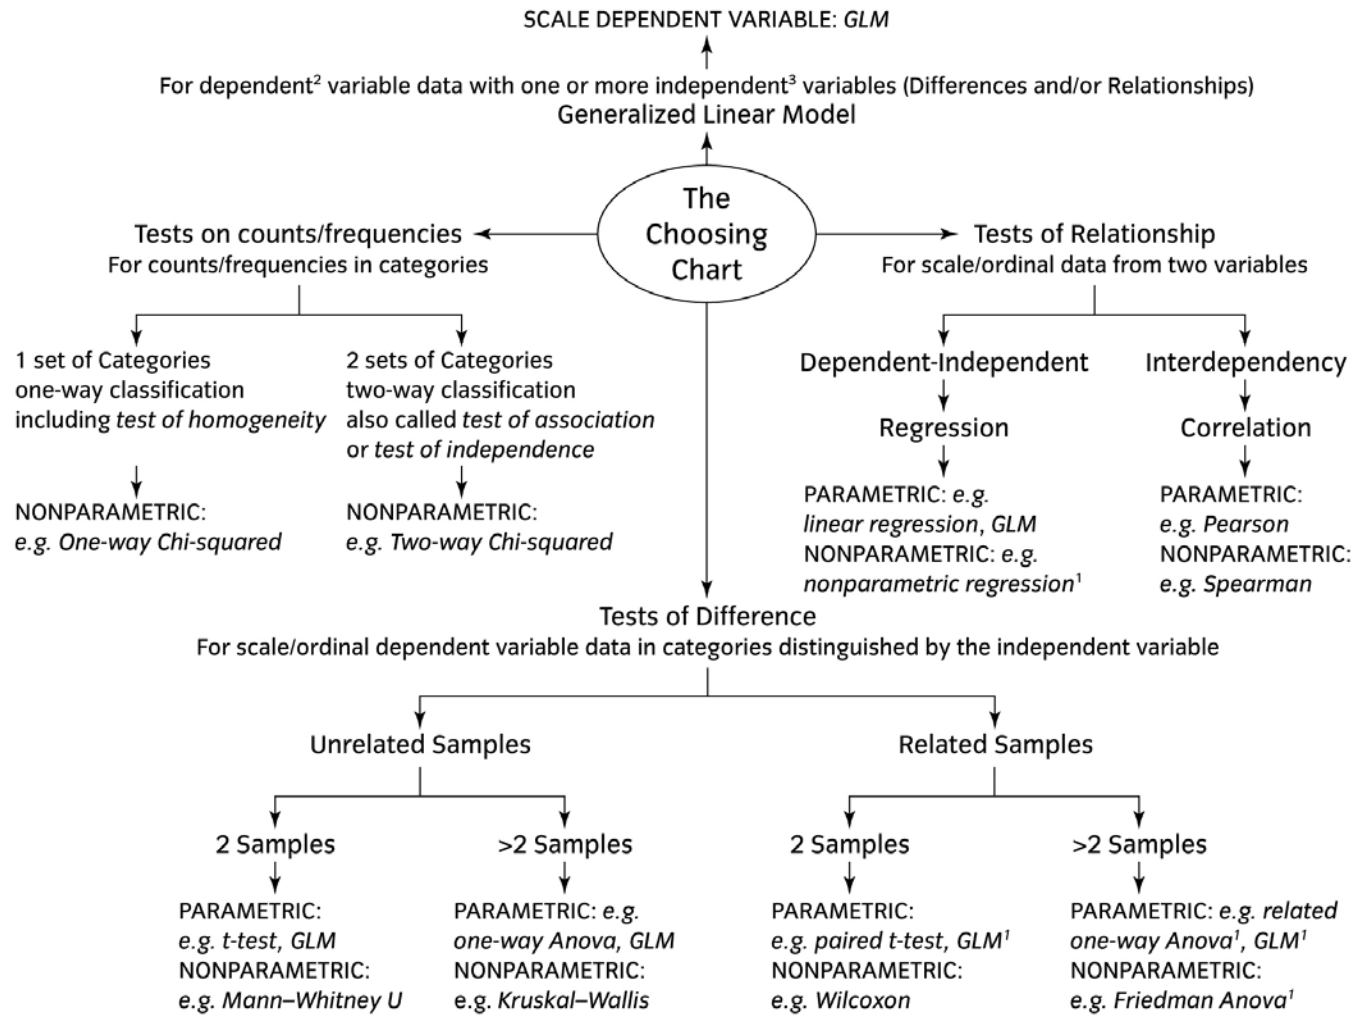 SCALE DEPENDENT VARIABLE: GLM
For dependent² variable data with one or more independent³ variables (Differences and/or Relationships)
Generalized Linear Model
The
Choosing
Chart
Tests on counts/frequencies
For counts/frequencies in categories
1 set of Categories
one-way classification
including test of homogeneity
NONPARAMETRIC:
e.g. One-way Chi-squared
2 sets of Categories
two-way classification
also called test of association
or test of independence
NONPARAMETRIC:
e.g. Two-way Chi-squared
Tests of Relationship
For scale/ordinal data from two variables
Dependent-Independent
Regression
PARAMETRIC: e.g.
linear regression, GLM
NONPARAMETRIC: e.g.
nonparametric regression¹
Interdependency
Correlation
PARAMETRIC:
e.g. Pearson
NONPARAMETRIC:
e.g. Spearman
Tests of Difference
For scale/ordinal dependent variable data in categories distinguished by the independent variable
Unrelated Samples
2 Samples
PARAMETRIC:
e.g. t-test, GLM
NONPARAMETRIC:
e.g. Mann–Whitney U
>2 Samples
PARAMETRIC: e.g.
one-way Anova, GLM
NONPARAMETRIC:
e.g. Kruskal–Wallis
Related Samples
2 Samples
PARAMETRIC:
e.g. paired t-test, GLM¹
NONPARAMETRIC:
e.g. Wilcoxon
>2 Samples
PARAMETRIC: e.g. related
one-way Anova¹, GLM¹
NONPARAMETRIC:
e.g. Friedman Anova¹